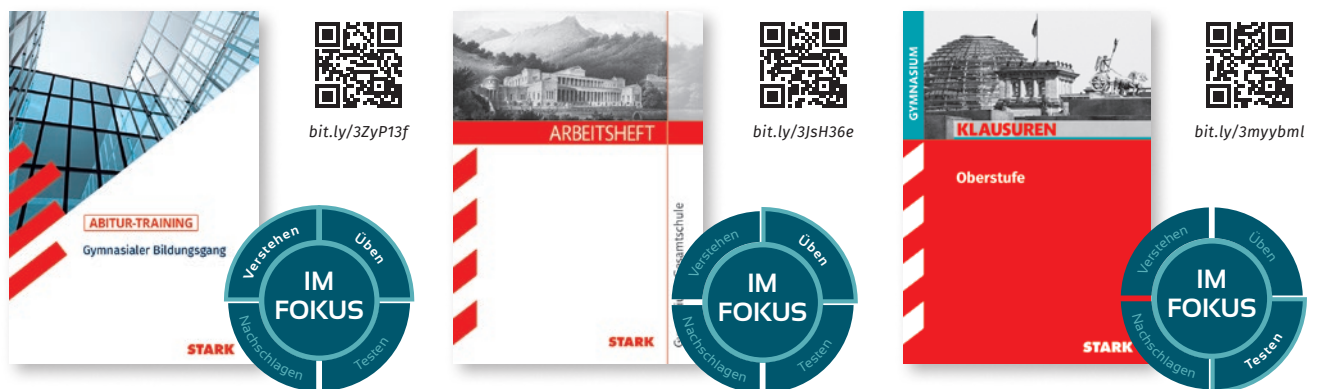 bit.ly/3ZyP13f
ABITUR-TRAINING
Gymnasialer Bildungsgang
STARK
Verstehen
Üben
IM
FOKUS
Nachschlagen
Testen
bit.ly/3JsH36e
ARBEITSHEFT
STARK
Verstehen
Üben
IM
FOKUS
Nachschlagen
Testen
bit.ly/3myybml
GYMNASIUM
KLAUSUREN
Oberstufe
STARK
Verstehen
Üben
IM
FOKUS
Nachschlagen
Testen